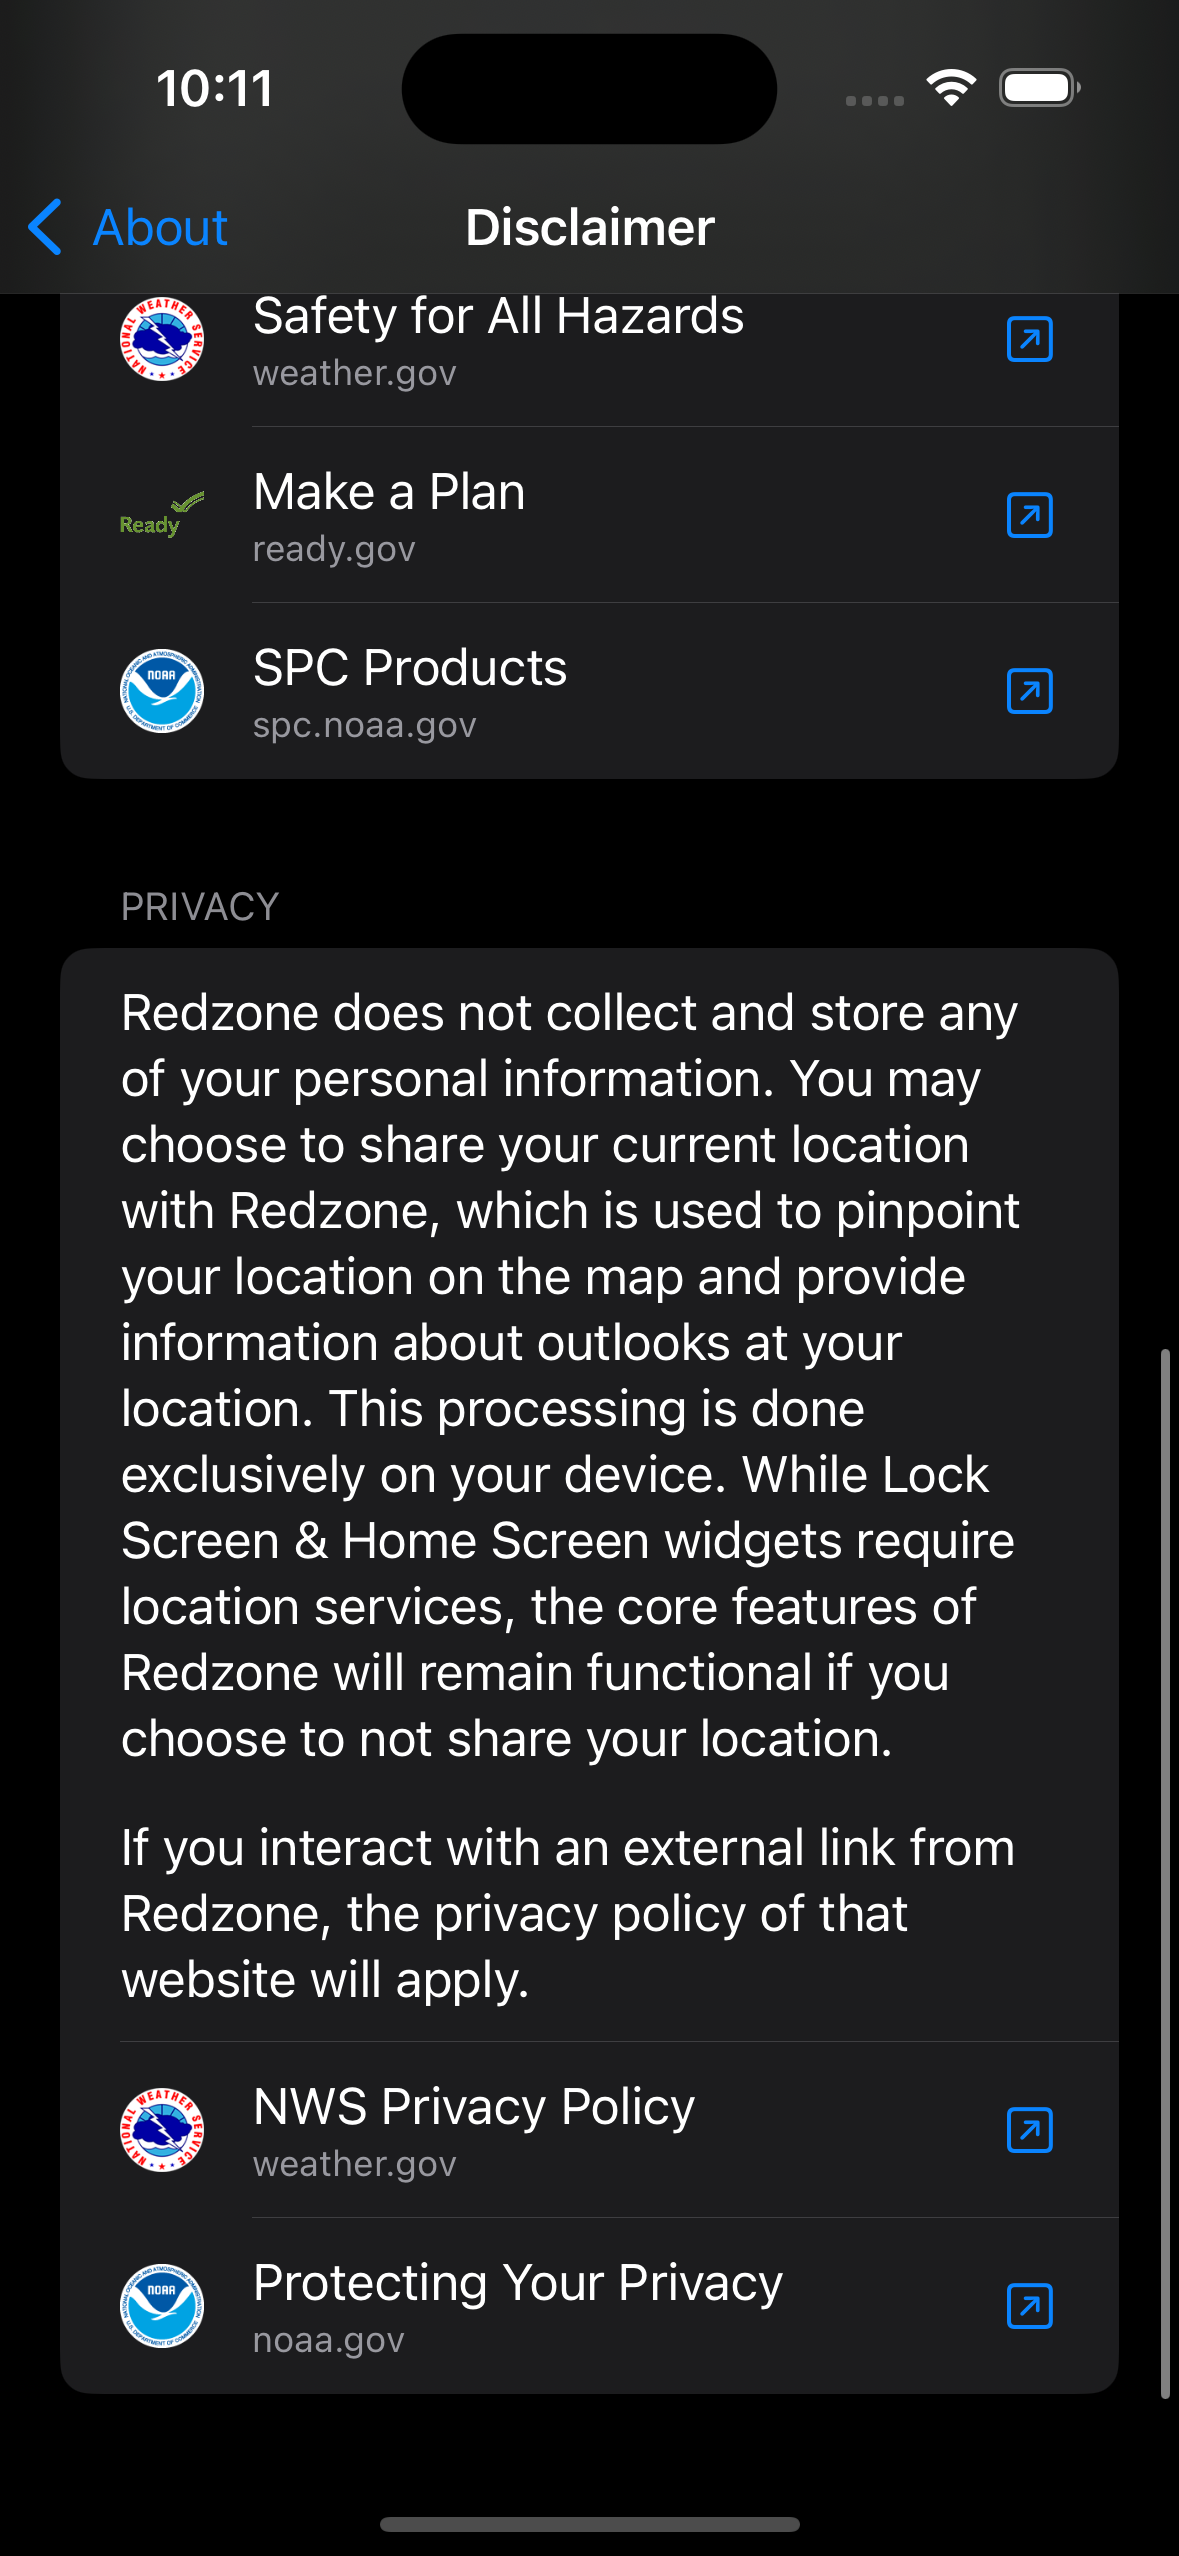 10:11
About
Disclaimer
Safety for All Hazards
weather.gov
Ready
Make a Plan
ready.gov
NOAA
SPC Products
spc.noaa.gov
PRIVACY
Redzone does not collect and store any
of your personal information. You may
choose to share your current location
with Redzone, which is used to pinpoint
your location on the map and provide
information about outlooks at your
location. This processing is done
exclusively on your device. While Lock
Screen & Home Screen widgets require
location services, the core features of
Redzone will remain functional if you
choose to not share your location.
If you interact with an external link from
Redzone, the privacy policy of that
website will apply.
NATIONAL WEATHER SERVICE
NWS Privacy Policy
weather.gov
NOAA
Protecting Your Privacy
noaa.gov